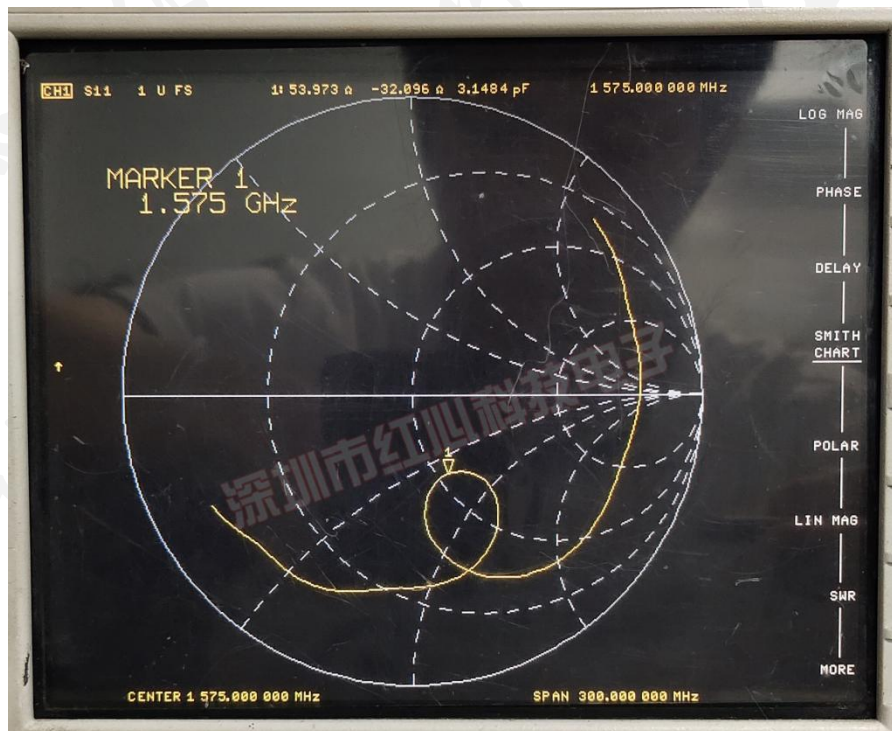 CH1 S11 1 U FS 1: 53.973 Ω -32.096 Ω 3.1484 pF 1 575.000 000 MHz
LOG MAG
MARKER 1
1.575 GHz
PHASE
DELAY
SMITH
CHART
深圳市红心科技电子
1
POLAR
LIN MAG
SWR
MORE
CENTER 1 575.000 000 MHz SPAN 300.000 000 MHz